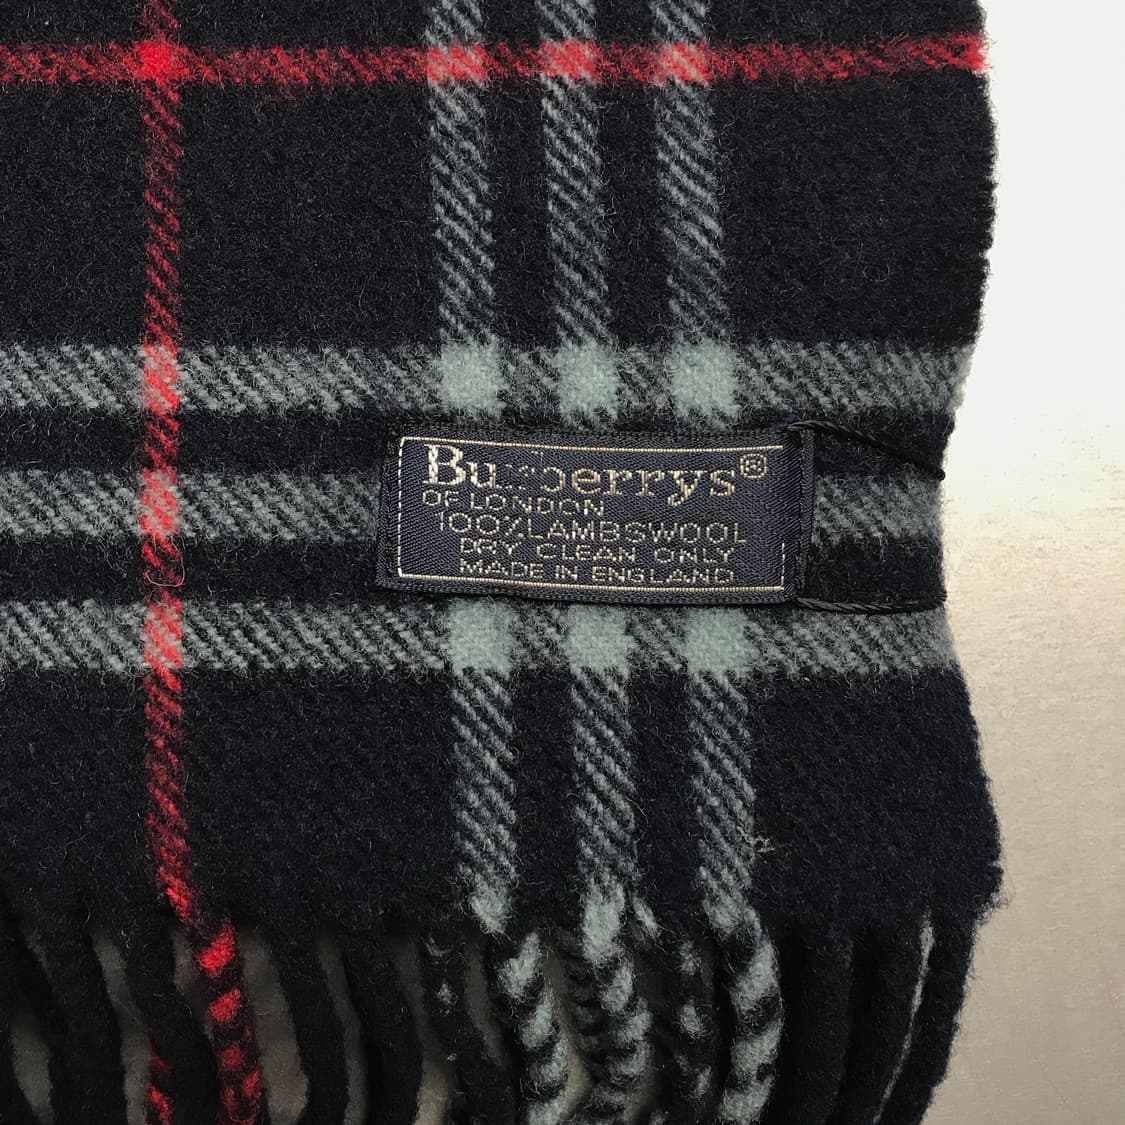 Burberrys®
OF LONDON
100% LAMBSWOOL
DRY CLEAN ONLY
MADE IN ENGLAND